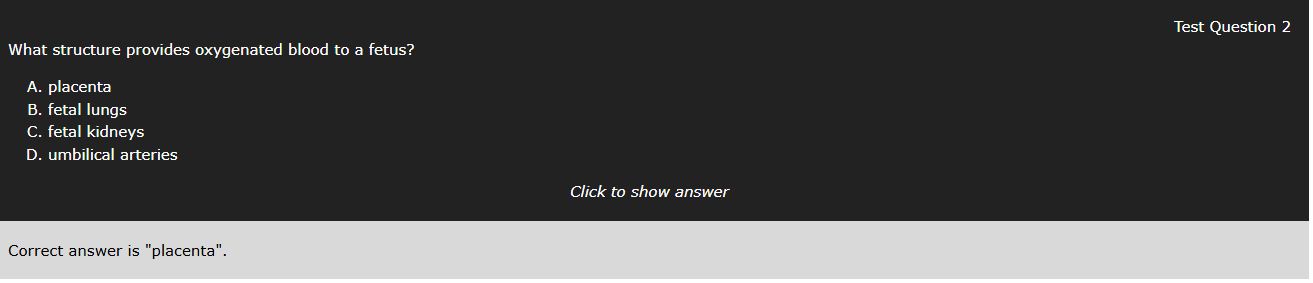 Test Question 2
What structure provides oxygenated blood to a fetus?
A. placenta
B. fetal lungs
C. fetal kidneys
D. umbilical arteries
Click to show answer
Correct answer is "placenta".